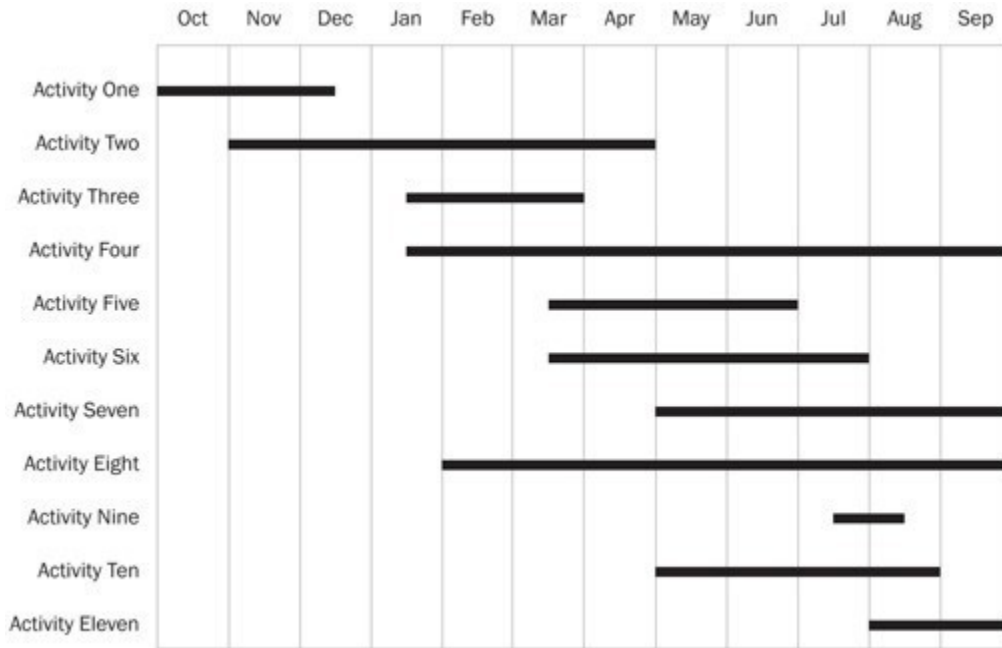 Oct Nov Dec Jan Feb Mar Apr May Jun Jul Aug Sep
Activity One
Activity Two
Activity Three
Activity Four
Activity Five
Activity Six
Activity Seven
Activity Eight
Activity Nine
Activity Ten
Activity Eleven